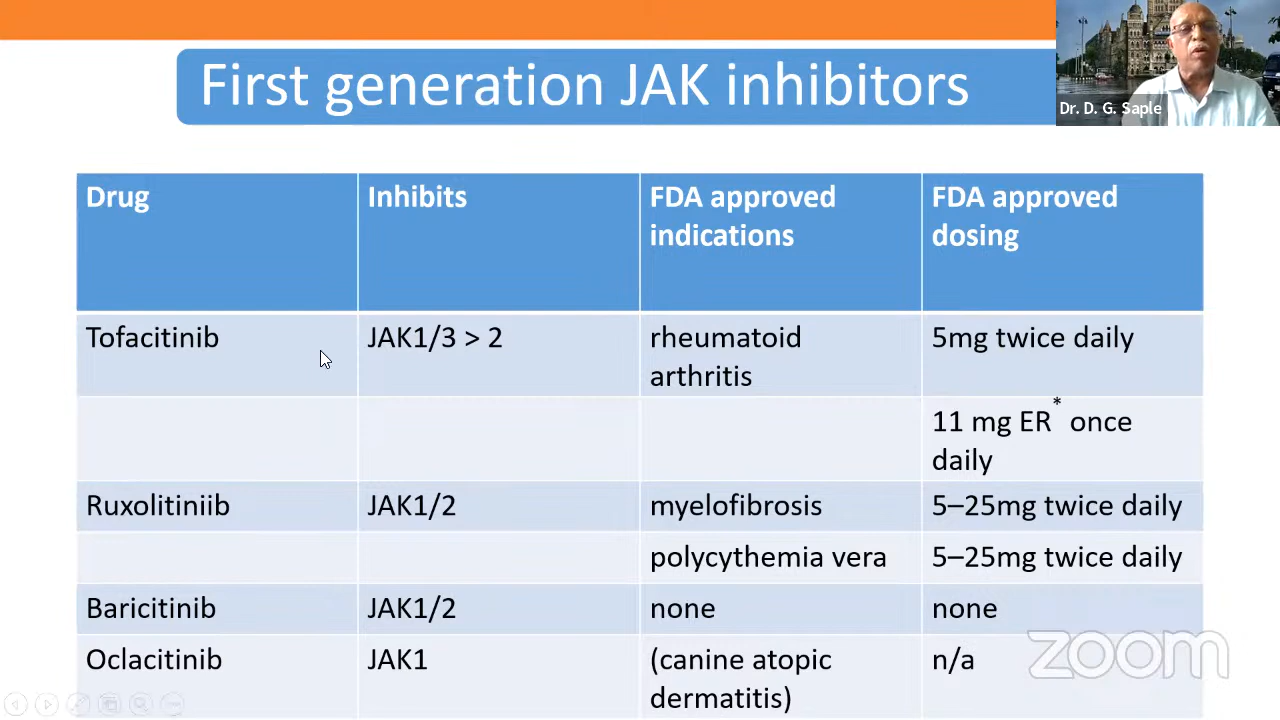 First generation JAK inhibitors
Dr. D. G. Saple
Drug
Inhibits
FDA approved
indications
FDA approved
dosing
Tofacitinib
JAK1/3 > 2
rheumatoid
arthritis
5mg twice daily
11 mg ER* once
daily
Ruxolitiniib
JAK1/2
myelofibrosis
5–25mg twice daily
polycythemia vera
5–25mg twice daily
Baricitinib
JAK1/2
none
none
Oclacitinib
JAK1
(canine atopic
dermatitis)
n/a
zoom